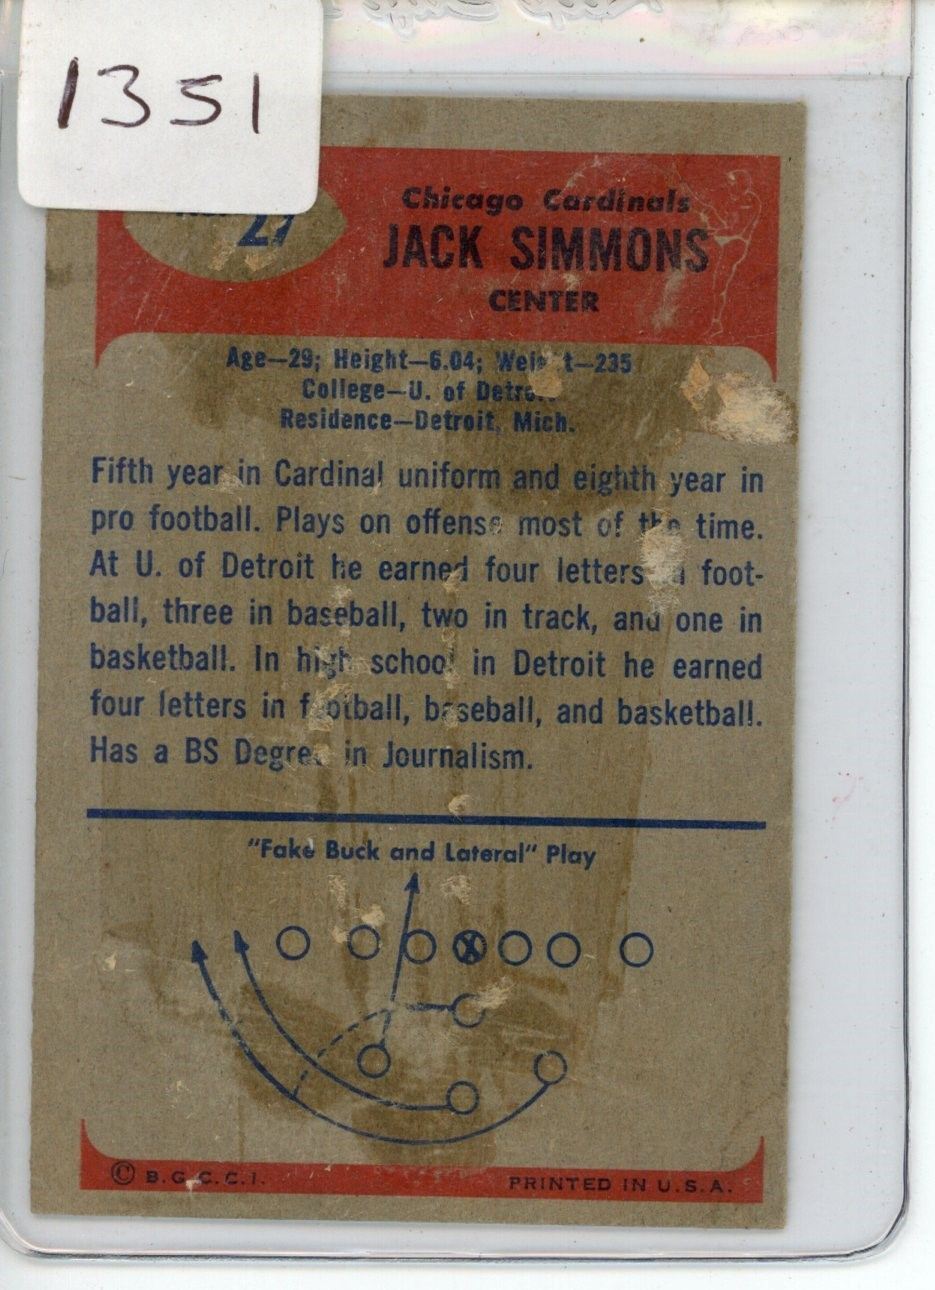 1351
27
Chicago Cardinals
JACK SIMMONS
CENTER
Age—29; Height—6.04; Wei t—235
College—U. of Detro
Residence—Detroit, Mich.
Fifth year in Cardinal uniform and eighth year in
pro football. Plays on offense most of the time.
At U. of Detroit he earned four letters foot-
ball, three in baseball, two in track, and one in
basketball. In high school in Detroit he earned
four letters in football, baseball, and basketball.
Has a BS Degree in Journalism.
"Fake Buck and Lateral" Play
X
© B.G.C.C.I.
PRINTED IN U.S.A.